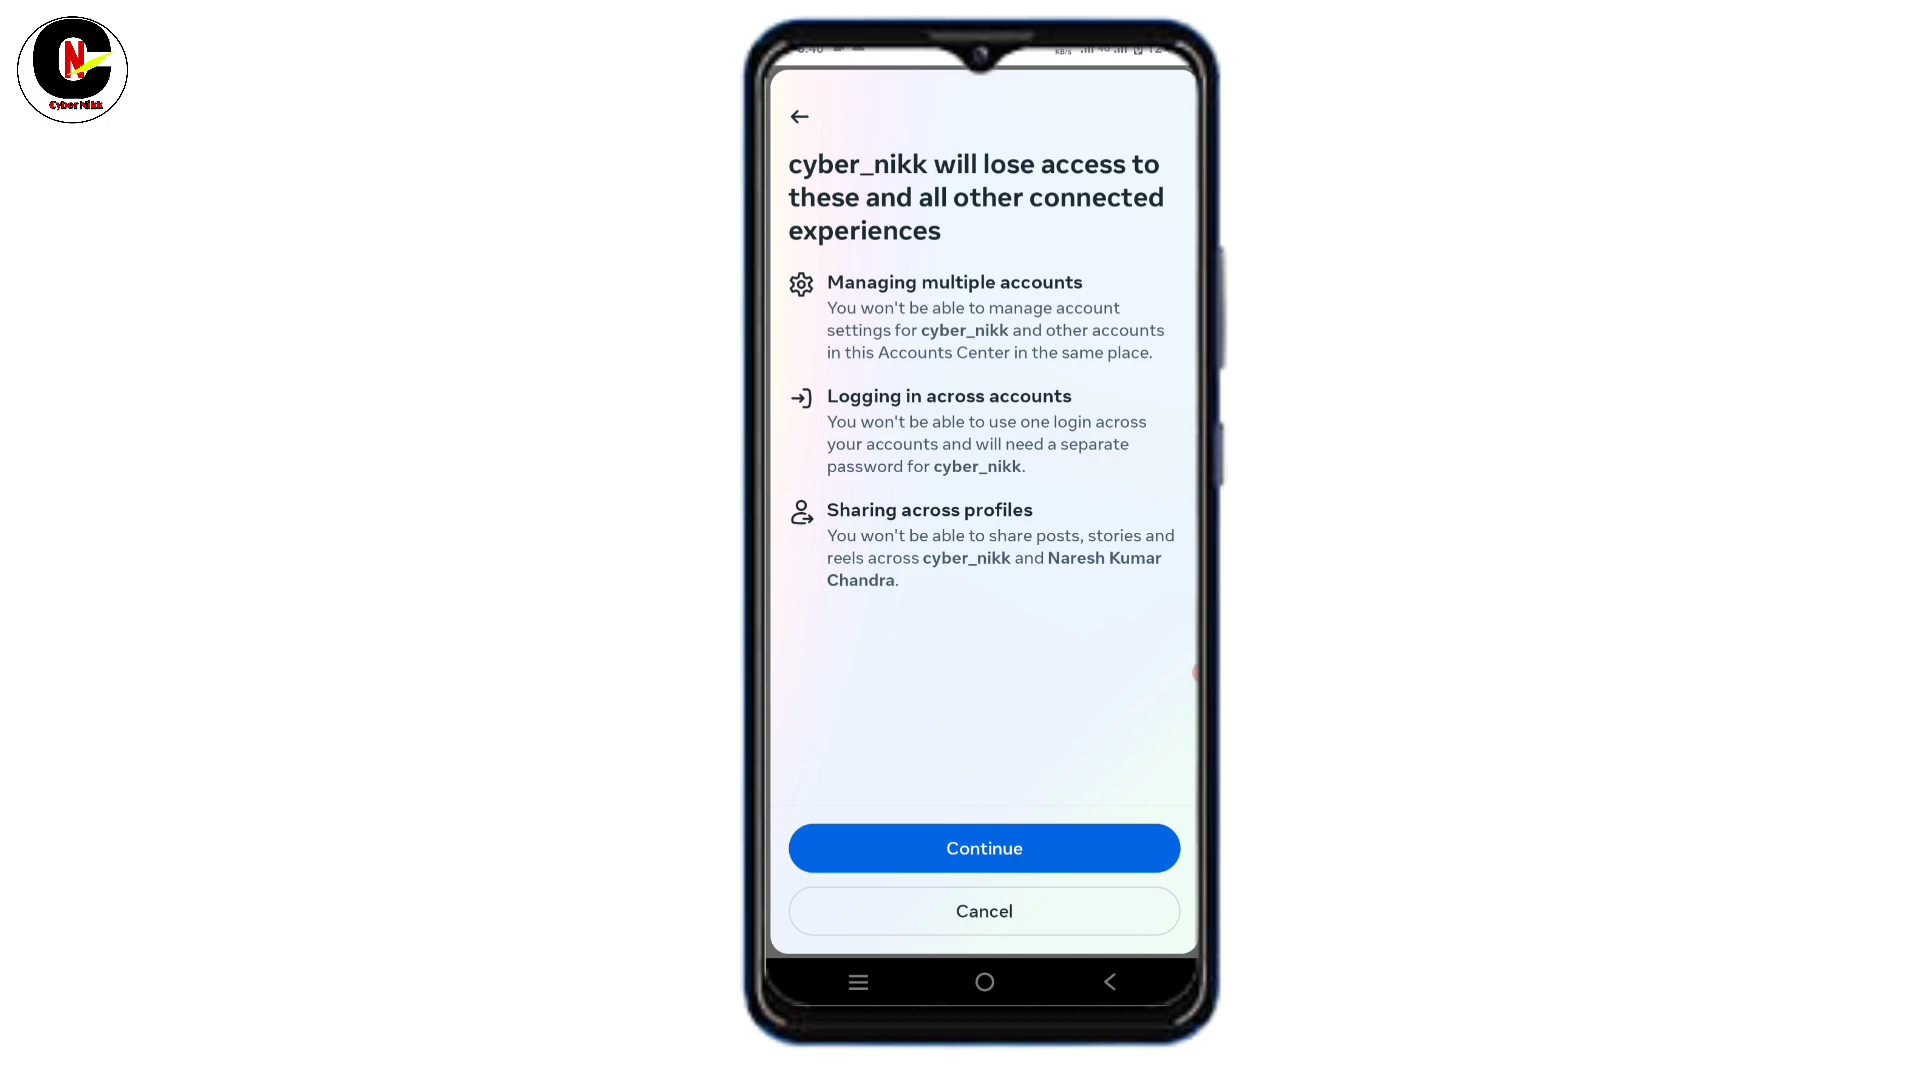 CyberNikk
KB/s
cyber_nikk will lose access to
these and all other connected
experiences
Managing multiple accounts
You won't be able to manage account
settings for cyber_nikk and other accounts
in this Accounts Center in the same place.
Logging in across accounts
You won't be able to use one login across
your accounts and will need a separate
password for cyber_nikk.
Sharing across profiles
You won't be able to share posts, stories and
reels across cyber_nikk and Naresh Kumar
Chandra.
Continue
Cancel